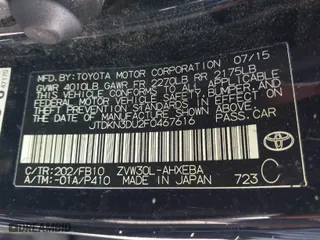 MFD. BY: TOYOTA MOTOR CORPORATION 07/15
GVWR 4010LB GAWR FR 2270LB RR 2175LB
THIS VEHICLE CONFORMS TO ALL APPLICABLE
FEDERAL MOTOR VEHICLE SAFETY, BUMPER, AND
THEFT PREVENTION STANDARDS IN EFFECT ON
THE DATE OF MANUFACTURE SHOWN ABOVE.
JTDKN3DU2F0467616 PASS.CAR
C/TR:202/FB10 ZVW30L-AHXEBA
A/TM:-01A/P410 MADE IN JAPAN 723 C